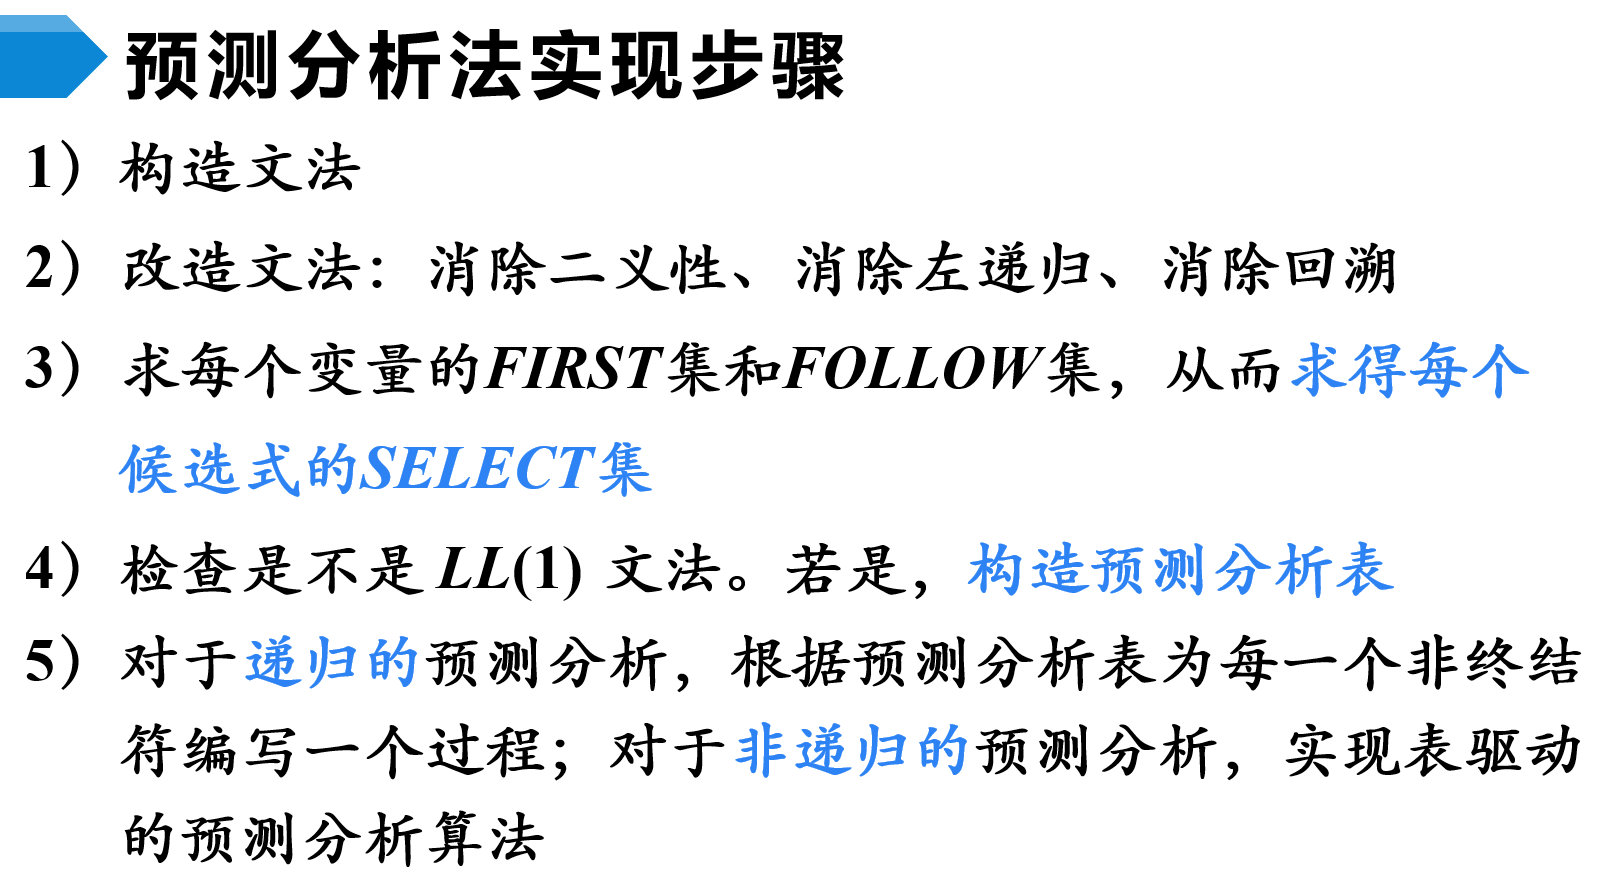 预测分析法实现步骤
1）构造文法
2）改造文法：消除二义性、消除左递归、消除回溯
3）求每个变量的FIRST集和FOLLOW集，从而求得每个
候选式的SELECT集
4）检查是不是 LL(1) 文法。若是，构造预测分析表
5）对于递归的预测分析，根据预测分析表为每一个非终结
符编写一个过程；对于非递归的预测分析，实现表驱动
的预测分析算法